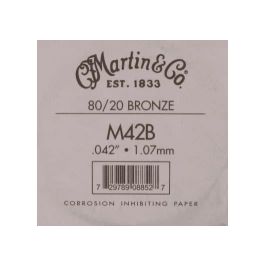 Martin & Co.
EST. 1833
80/20 BRONZE
M42B
.042" • 1.07mm
7 29789 08852 7
CORROSION INHIBITING PAPER